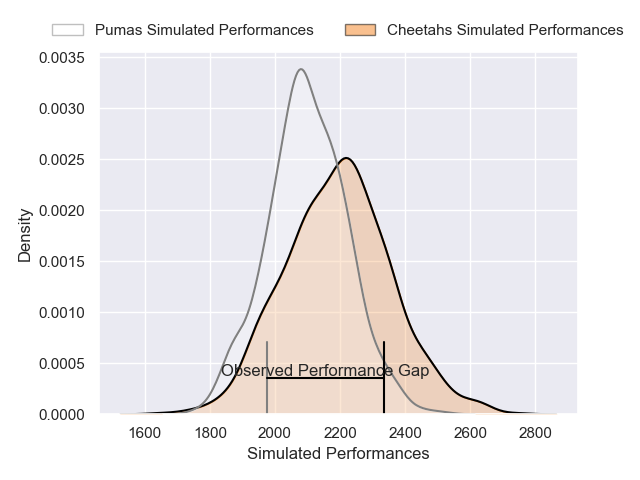 Pumas Simulated Performances
Cheetahs Simulated Performances
0.0035
0.0030
0.0025
0.0020
0.0015
0.0010
0.0005
0.0000
Density
Observed Performance Gap
1600 1800 2000 2200 2400 2600 2800
Simulated Performances